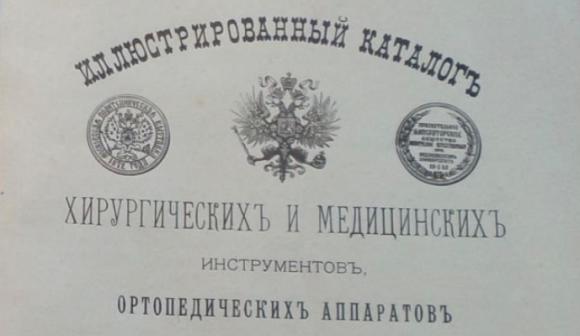 ИЛЛЮСТРИРОВАННЫЙ КАТАЛОГЪ
ХИРУРГИЧЕСКИХЪ И МЕДИЦИНСКИХЪ
ИНСТРУМЕНТОВЪ,
ОРТОПЕДИЧЕСКИХЪ АППАРАТОВЪ